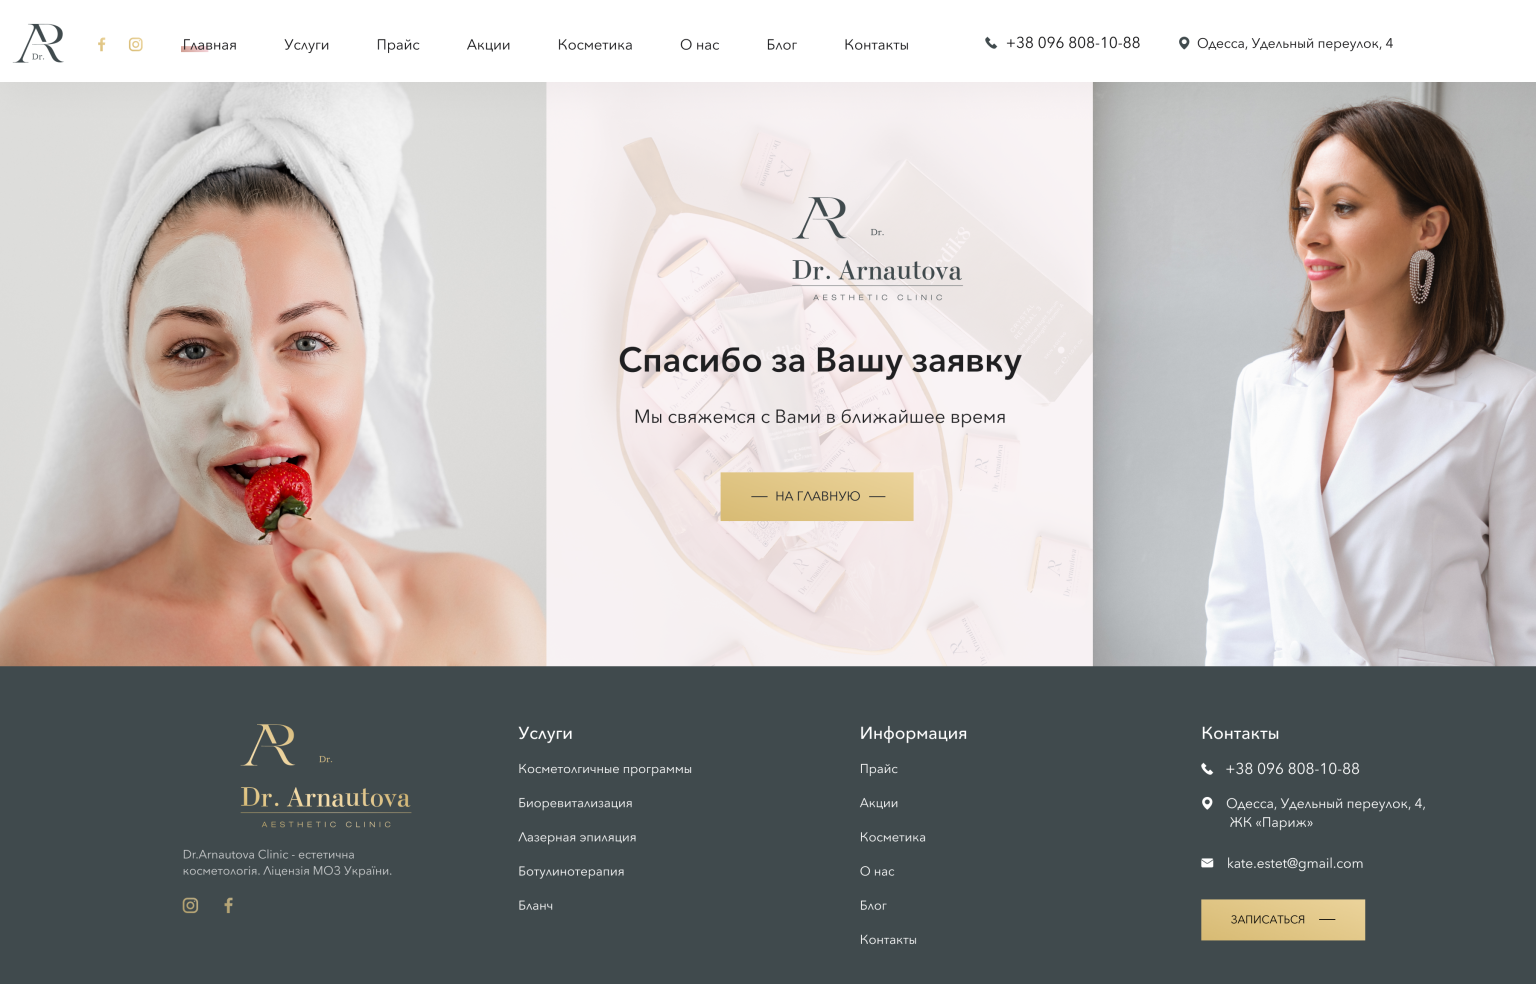 AR
Dr.
Главная
Услуги
Прайс
Акции
Косметика
О нас
Блог
Контакты
+38 096 808-10-88
Одесса, Удельный переулок, 4
AR
Dr.
Dr. Arnautova
AESTHETIC CLINIC
Спасибо за Вашу заявку
Мы свяжемся с Вами в ближайшее время
НА ГЛАВНУЮ
AR
Dr.
Dr. Arnautova
AESTHETIC CLINIC
Dr.Arnautova Clinic - естетична
косметологія. Ліцензія МОЗ України.
Услуги
Косметолгичные программы
Биоревитализация
Лазерная эпиляция
Ботулинотерапия
Бланч
Информация
Прайс
Акции
Косметика
О нас
Блог
Контакты
Контакты
+38 096 808-10-88
Одесса, Удельный переулок, 4,
ЖК «Париж»
kate.estet@gmail.com
ЗАПИСАТЬСЯ